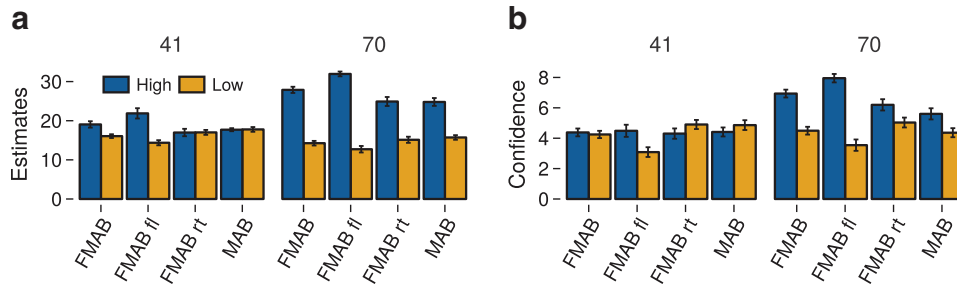 a
41 70
Estimates
30
20
10
0
High Low
FMAB FMAB fl FMAB rt MAB FMAB FMAB fl FMAB rt MAB
b
41 70
Confidence
8
6
4
2
0
FMAB FMAB fl FMAB rt MAB FMAB FMAB fl FMAB rt MAB